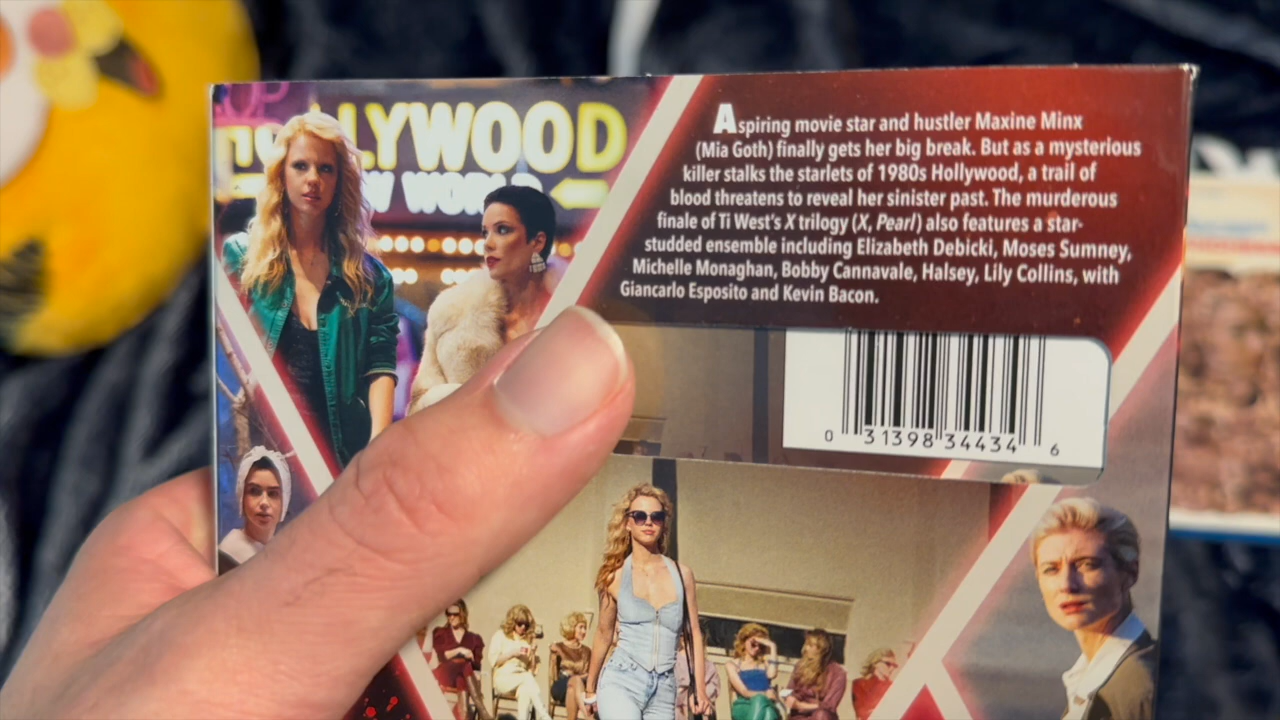 HOLLYWOOD
Aspiring movie star and hustler Maxine Minx
(Mia Goth) finally gets her big break. But as a mysterious
killer stalks the starlets of 1980s Hollywood, a trail of
blood threatens to reveal her sinister past. The murderous
finale of Ti West's X trilogy (X, Pearl) also features a star-
studded ensemble including Elizabeth Debicki, Moses Sumney,
Michelle Monaghan, Bobby Cannavale, Halsey, Lily Collins, with
Giancarlo Esposito and Kevin Bacon.
0 31398 34434 6